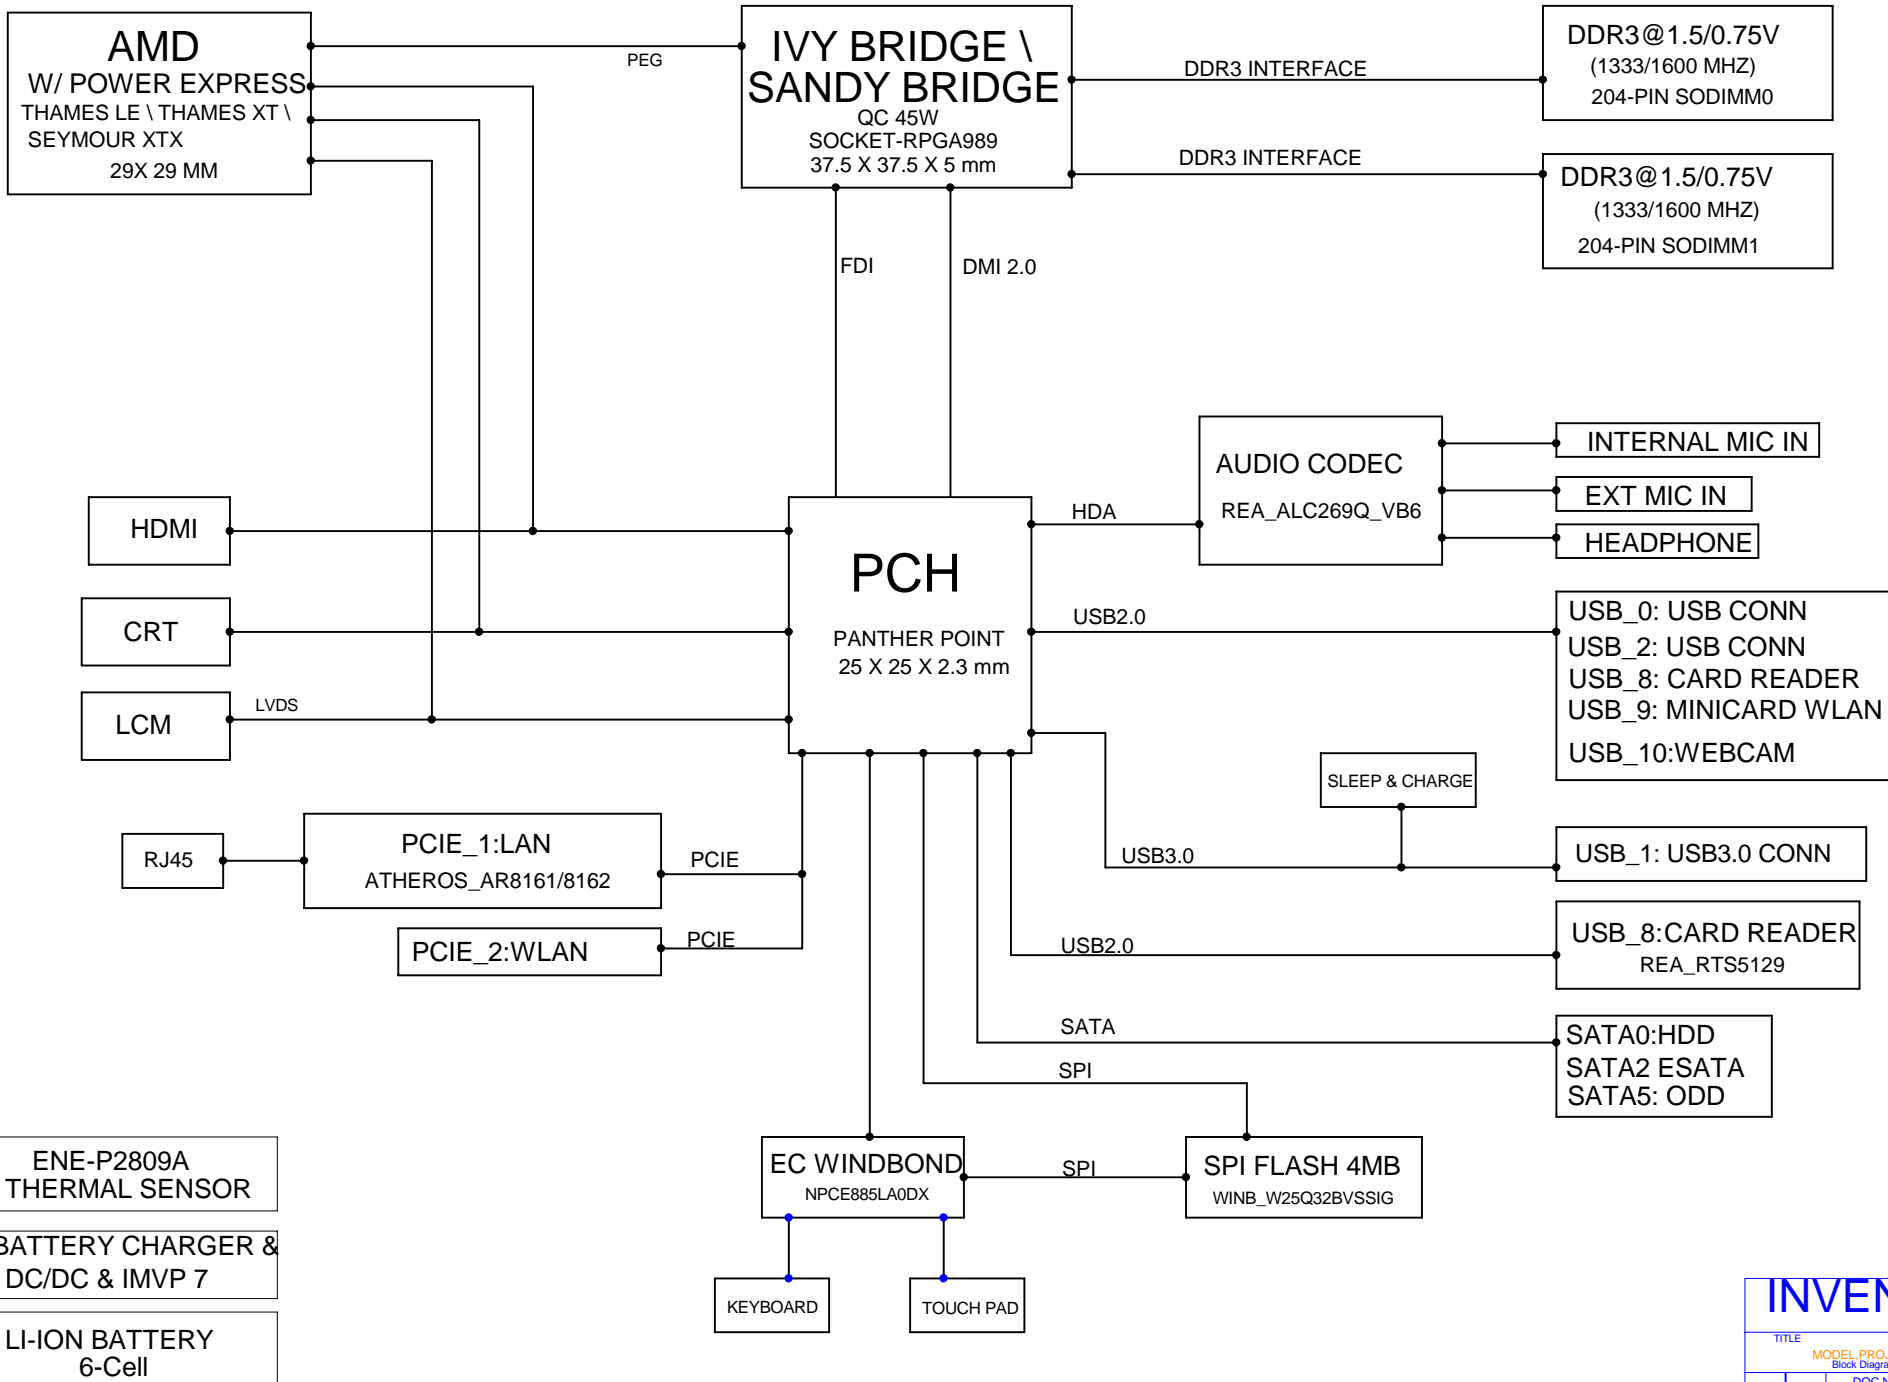 AMD
W/ POWER EXPRESS
THAMES LE \ THAMES XT \
SEYMOUR XTX
29X 29 MM
PEG
IVY BRIDGE \
SANDY BRIDGE
QC 45W
SOCKET-RPGA989
37.5 X 37.5 X 5 mm
DDR3 INTERFACE
DDR3 INTERFACE
DDR3@1.5/0.75V
(1333/1600 MHZ)
204-PIN SODIMM0
DDR3@1.5/0.75V
(1333/1600 MHZ)
204-PIN SODIMM1
FDI
DMI 2.0
HDMI
CRT
LCM
LVDS
PCH
PANTHER POINT
25 X 25 X 2.3 mm
HDA
AUDIO CODEC
REA_ALC269Q_VB6
INTERNAL MIC IN
EXT MIC IN
HEADPHONE
USB2.0
USB_0: USB CONN
USB_2: USB CONN
USB_8: CARD READER
USB_9: MINICARD WLAN
USB_10:WEBCAM
SLEEP & CHARGE
USB3.0
USB_1: USB3.0 CONN
RJ45
PCIE_1:LAN
ATHEROS_AR8161/8162
PCIE
PCIE_2:WLAN
PCIE
USB2.0
USB_8:CARD READER
REA_RTS5129
SATA
SATA0:HDD
SATA2 ESATA
SATA5: ODD
SPI
EC WINDBOND
NPCE885LA0DX
SPI
SPI FLASH 4MB
WINB_W25Q32BVSSIG
KEYBOARD
TOUCH PAD
ENE-P2809A
THERMAL SENSOR
BATTERY CHARGER &
DC/DC & IMVP 7
LI-ION BATTERY
6-Cell
INVEN
TITLE
MODEL,PROJ
Block Diagra